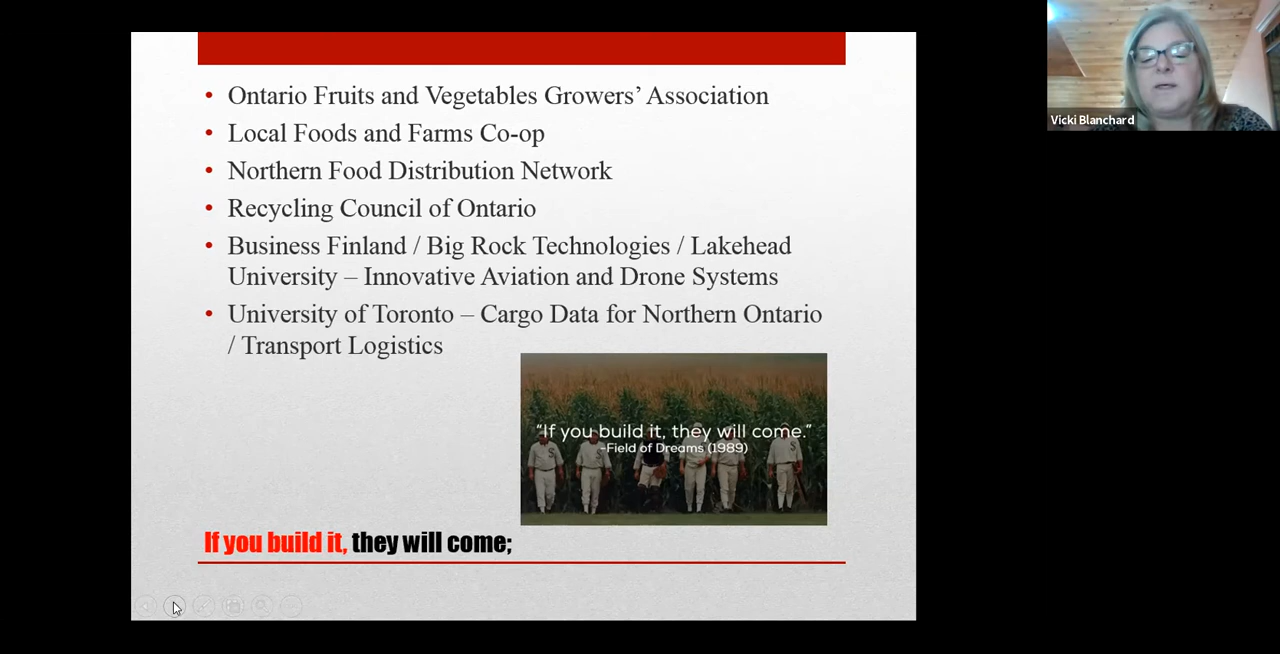 Ontario Fruits and Vegetables Growers’ Association
Local Foods and Farms Co-op
Northern Food Distribution Network
Recycling Council of Ontario
Business Finland / Big Rock Technologies / Lakehead
University – Innovative Aviation and Drone Systems
University of Toronto – Cargo Data for Northern Ontario
/ Transport Logistics
“If you build it, they will come.”
-Field of Dreams (1989)
If you build it, they will come;
Vicki Blanchard